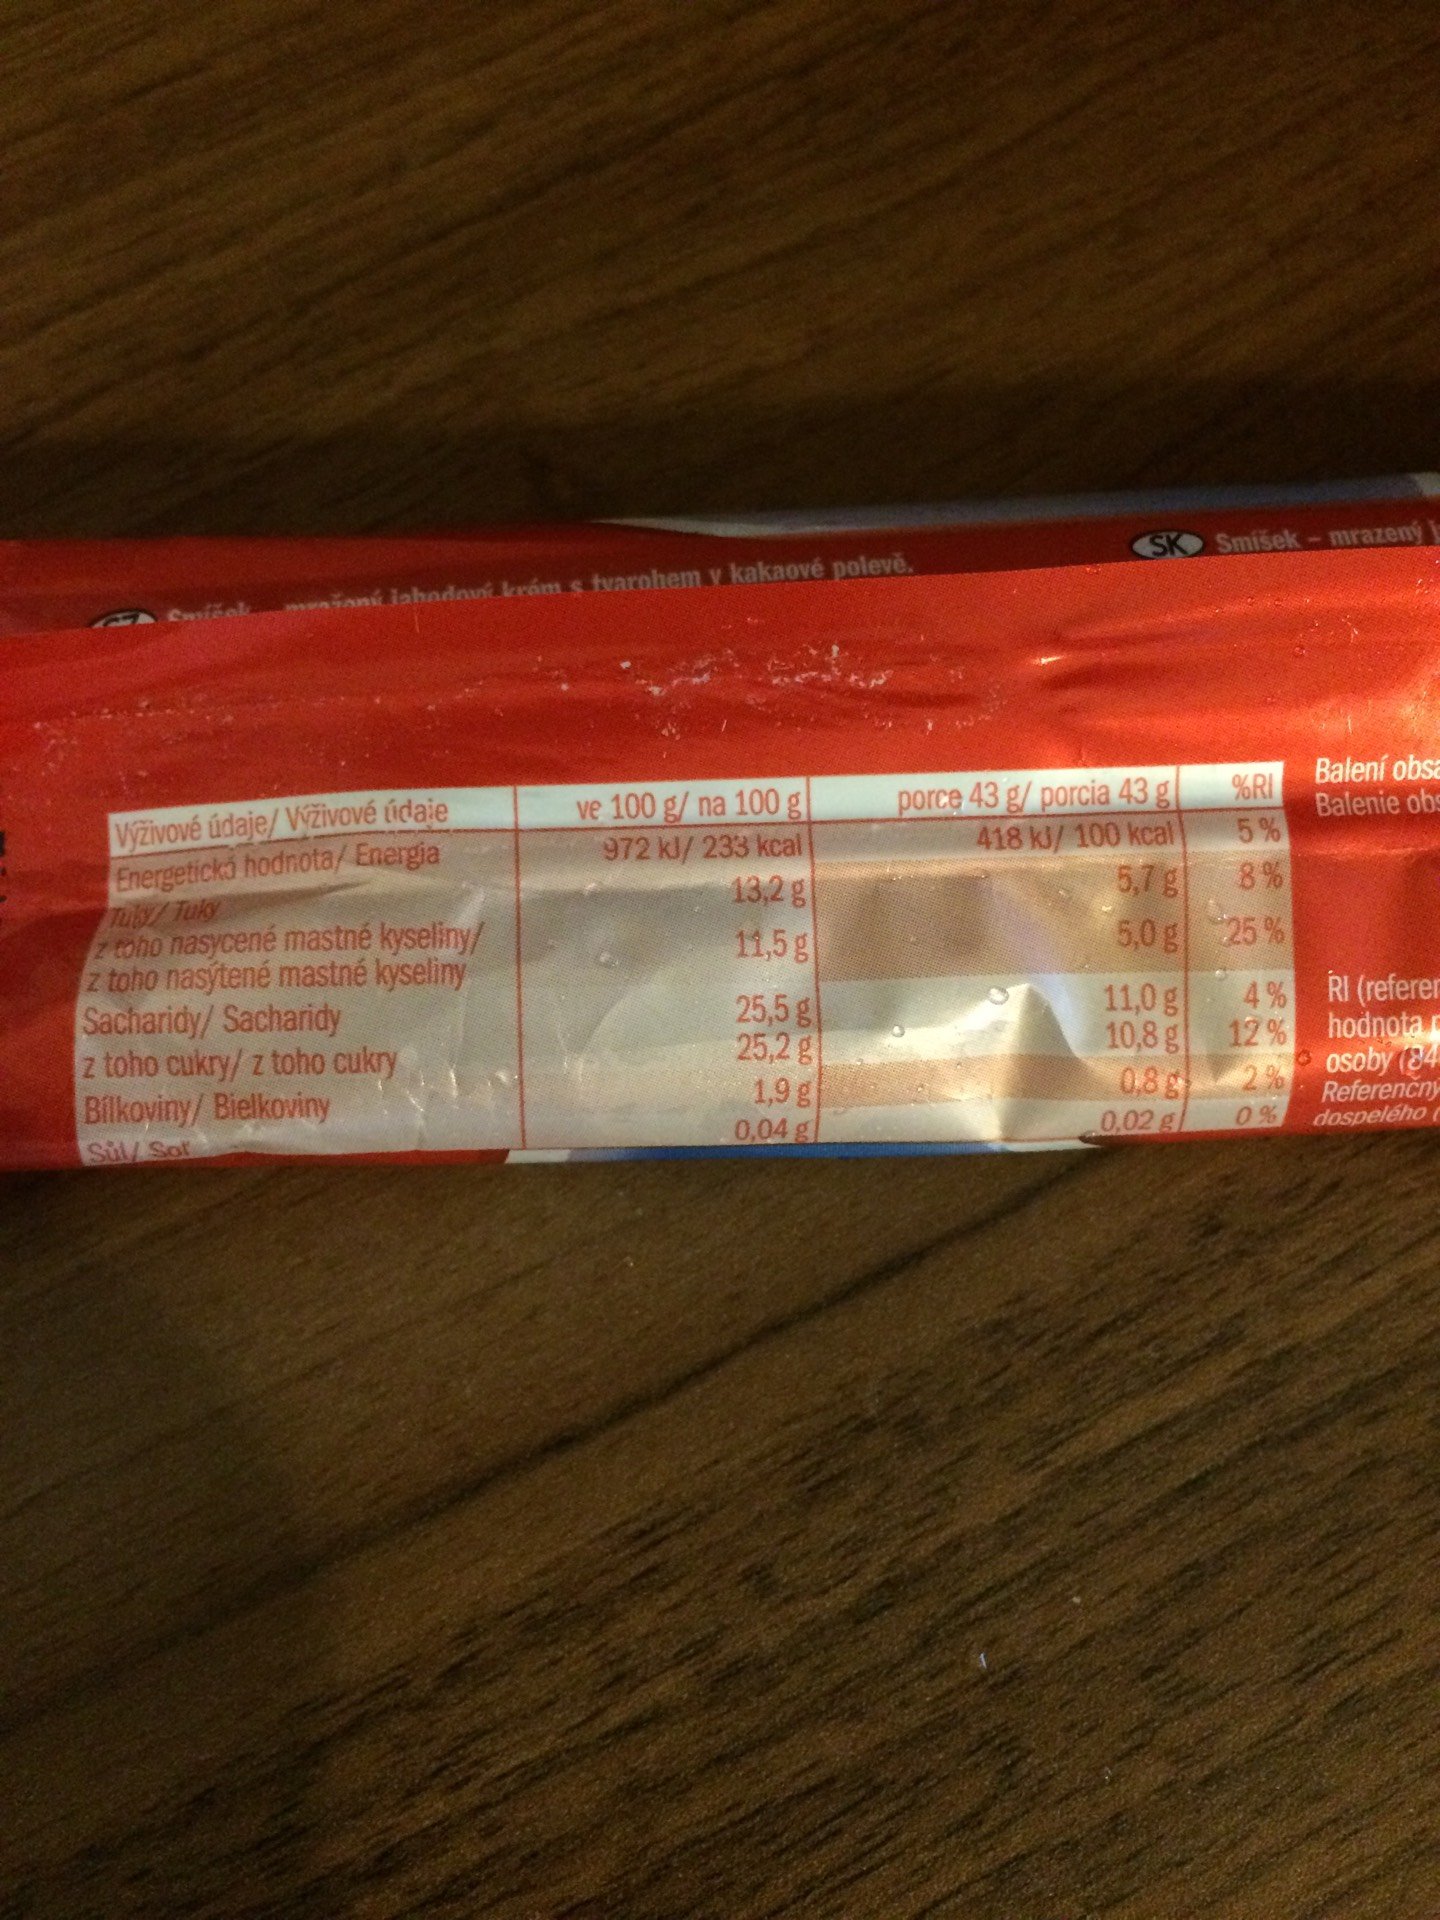 SK Smíšek – mrazený
CZ Smíšek mražený jahodový krém s tvarohem v kakaové polevě.
Výživové údaje/ Výživové údaje ve 100 g/ na 100 g porce 43 g/ porcia 43 g %RI
Energetická hodnota/ Energia 972 kJ/ 233 kcal 418 kJ/ 100 kcal 5 %
Tuky/ Tuky 13,2 g 5,7 g 8 %
z toho nasycené mastné kyseliny/
z toho nasýtené mastné kyseliny 11,5 g 5,0 g 25 %
Sacharidy/ Sacharidy 25,5 g 11,0 g 4 %
z toho cukry/ z toho cukry 25,2 g 10,8 g 12 %
Bílkoviny/ Bielkoviny 1,9 g 0,8 g 2 %
Sůl/ Soľ 0,04 g 0,02 g 0 %
Balení obsa
Balenie obs
RI (referen
hodnota
osoby (84
Referenčný
dospelého (